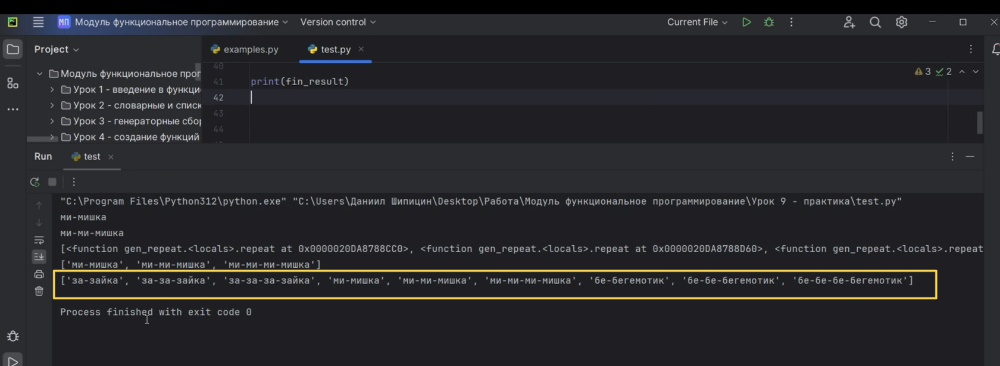 PC МП Модуль функциональное программирование Version control Current File
Project examples.py test.py
40
Модуль функциональное прог 41 print(fin_result) 3 2
Урок 1 - введение в функци 42
Урок 2 - словарные и списк 43
Урок 3 - генераторные сбор 44
Урок 4 - создание функций
Run test
"C:\Program Files\Python312\python.exe" "C:\Users\Даниил Шипицин\Desktop\Работа\Модуль функциональное программирование\Урок 9 - практика\test.py"
ми-мишка
ми-ми-мишка
[<function gen_repeat.<locals>.repeat at 0x0000020DA8788CC0>, <function gen_repeat.<locals>.repeat at 0x0000020DA8788D60>, <function gen_repeat.<locals>.repeat
['ми-мишка', 'ми-ми-мишка', 'ми-ми-ми-мишка']
['за-зайка', 'за-за-зайка', 'за-за-за-зайка', 'ми-мишка', 'ми-ми-мишка', 'ми-ми-ми-мишка', 'бе-бегемотик', 'бе-бе-бегемотик', 'бе-бе-бе-бегемотик']
Process finished with exit code 0